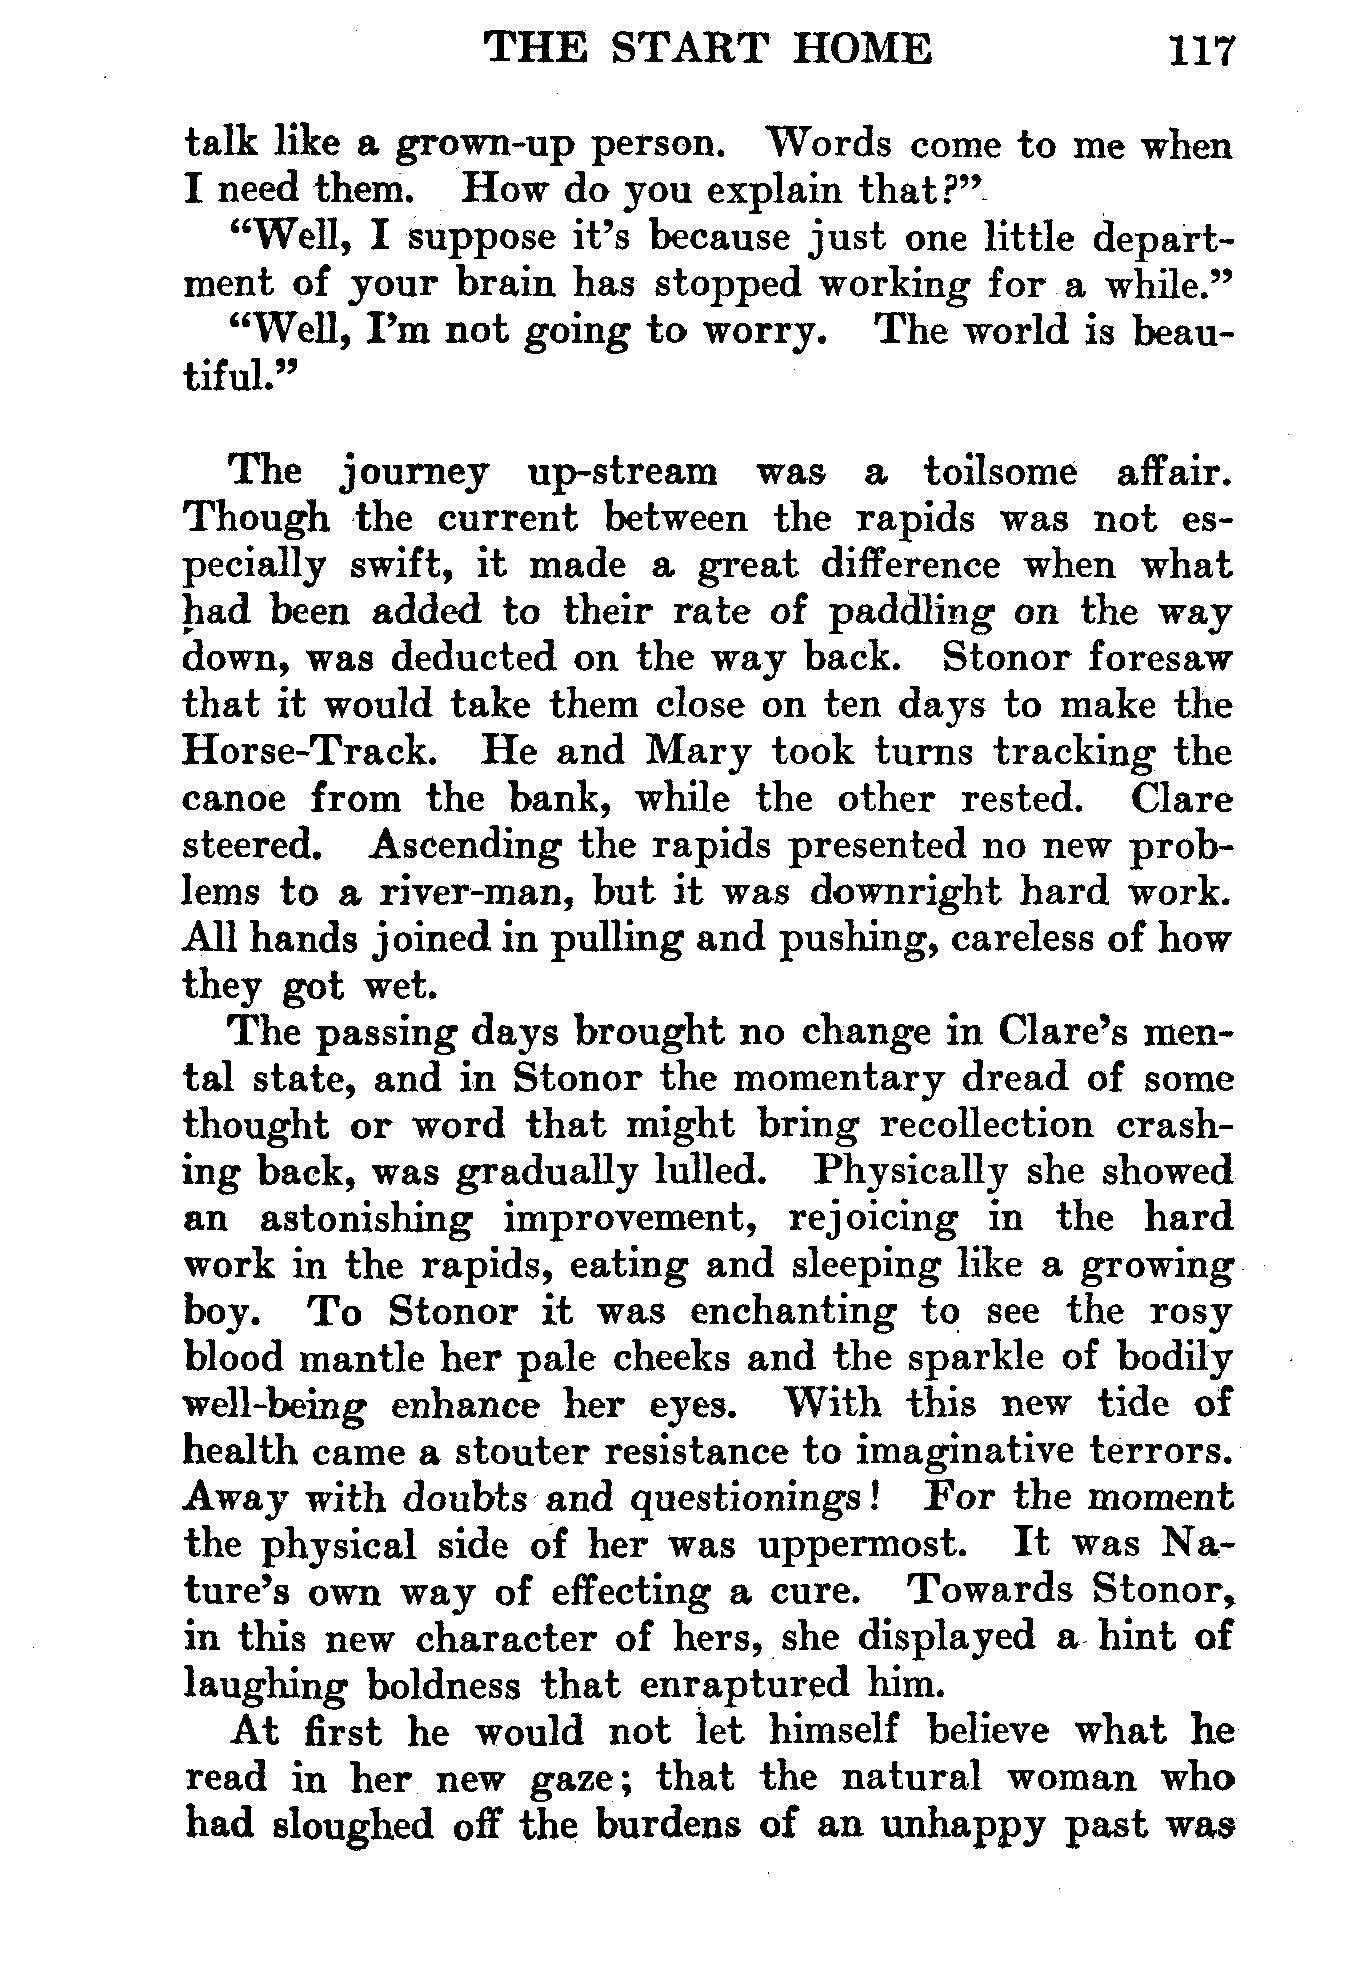 THE START HOME 117
talk like a grown-up person. Words come to me when
I need them. How do you explain that?"
"Well, I suppose it's because just one little depart-
ment of your brain has stopped working for a while."
"Well, I'm not going to worry. The world is beau-
tiful."
The journey up-stream was a toilsome affair.
Though the current between the rapids was not es-
pecially swift, it made a great difference when what
had been added to their rate of paddling on the way
down, was deducted on the way back. Stonor foresaw
that it would take them close on ten days to make the
Horse-Track. He and Mary took turns tracking the
canoe from the bank, while the other rested. Clare
steered. Ascending the rapids presented no new prob-
lems to a river-man, but it was downright hard work.
All hands joined in pulling and pushing, careless of how
they got wet.
The passing days brought no change in Clare's men-
tal state, and in Stonor the momentary dread of some
thought or word that might bring recollection crash-
ing back, was gradually lulled. Physically she showed
an astonishing improvement, rejoicing in the hard
work in the rapids, eating and sleeping like a growing
boy. To Stonor it was enchanting to see the rosy
blood mantle her pale cheeks and the sparkle of bodily
well-being enhance her eyes. With this new tide of
health came a stouter resistance to imaginative terrors.
Away with doubts and questionings! For the moment
the physical side of her was uppermost. It was Na-
ture's own way of effecting a cure. Towards Stonor,
in this new character of hers, she displayed a hint of
laughing boldness that enraptured him.
At first he would not let himself believe what he
read in her new gaze; that the natural woman who
had sloughed off the burdens of an unhappy past was